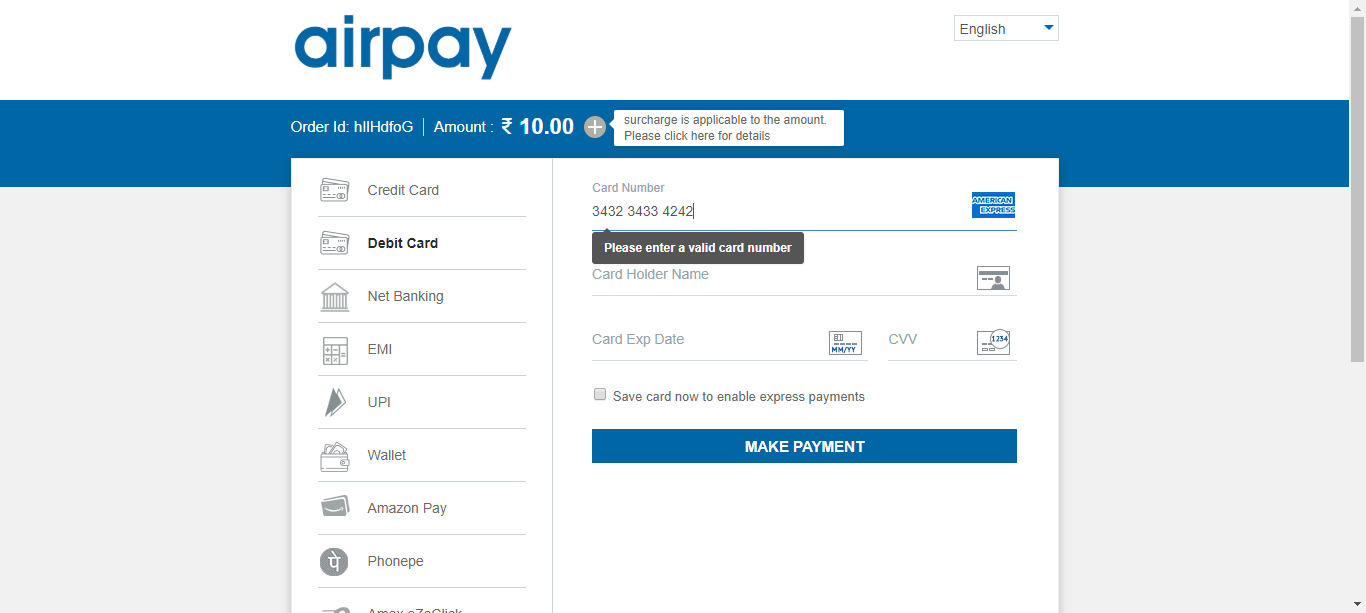 airpay
English
Order Id: hIIHdfoG
Amount : ₹ 10.00
surcharge is applicable to the amount.
Please click here for details
Credit Card
Debit Card
Net Banking
EMI
UPI
Wallet
Amazon Pay
Phonepe
Amex eZeClick
Card Number
3432 3433 4242
AMERICAN
EXPRESS
Please enter a valid card number
Card Holder Name
Card Exp Date
MM/YY
CVV
1234
Save card now to enable express payments
MAKE PAYMENT